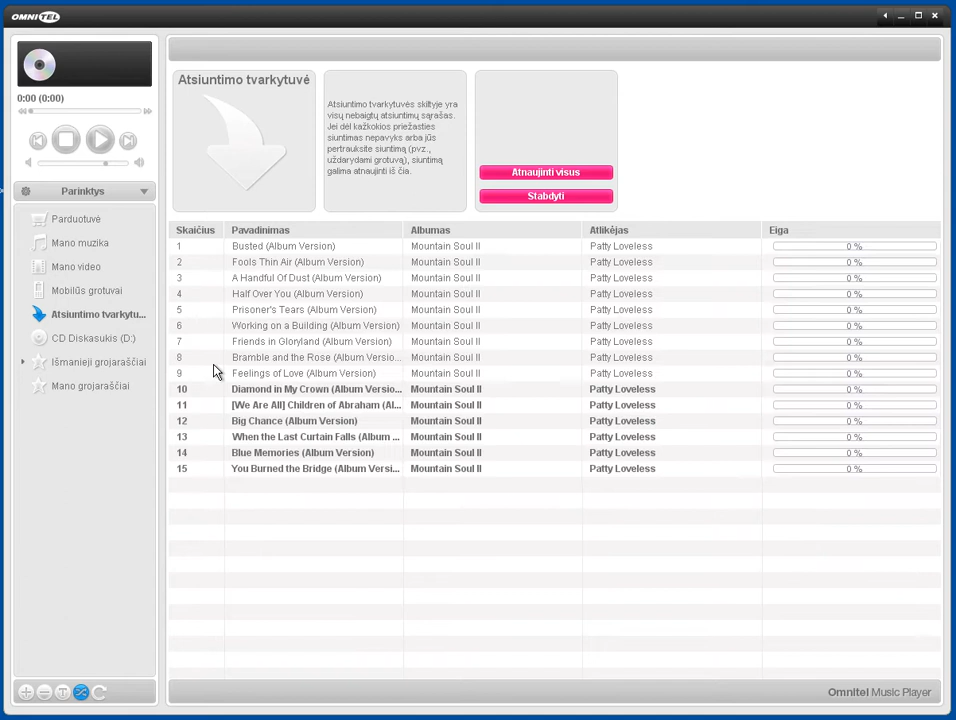 OMNITEL
0:00 (0:00)
Parinktys
Parduotuvė
Mano muzika
Mano video
Mobilūs grotuvai
Atsiuntimo tvarkytu...
CD Diskasukis (D:)
Išmanieji grojaraščiai
Mano grojaraščiai
Atsiuntimo tvarkytuvė
Atsiuntimo tvarkytuvės skiltyje yra
visų nebaigtų atsiuntimų sąrašas.
Jei dėl kažkokios priežasties
siuntimas nepavyks arba jūs
pertrauksite siuntimą (pvz.,
uždarydami grotuvą), siuntimą
galima atnaujinti iš čia.
Atnaujinti visus
Stabdyti
Skaičius Pavadinimas Albumas Atlikėjas Eiga
1 Busted (Album Version) Mountain Soul II Patty Loveless 0 %
2 Fools Thin Air (Album Version) Mountain Soul II Patty Loveless 0 %
3 A Handful Of Dust (Album Version) Mountain Soul II Patty Loveless 0 %
4 Half Over You (Album Version) Mountain Soul II Patty Loveless 0 %
5 Prisoner's Tears (Album Version) Mountain Soul II Patty Loveless 0 %
6 Working on a Building (Album Version) Mountain Soul II Patty Loveless 0 %
7 Friends in Gloryland (Album Version) Mountain Soul II Patty Loveless 0 %
8 Bramble and the Rose (Album Versio... Mountain Soul II Patty Loveless 0 %
9 Feelings of Love (Album Version) Mountain Soul II Patty Loveless 0 %
10 Diamond in My Crown (Album Versio... Mountain Soul II Patty Loveless 0 %
11 [We Are All] Children of Abraham (Al... Mountain Soul II Patty Loveless 0 %
12 Big Chance (Album Version) Mountain Soul II Patty Loveless 0 %
13 When the Last Curtain Falls (Album ... Mountain Soul II Patty Loveless 0 %
14 Blue Memories (Album Version) Mountain Soul II Patty Loveless 0 %
15 You Burned the Bridge (Album Versi... Mountain Soul II Patty Loveless 0 %
Omnitel Music Player